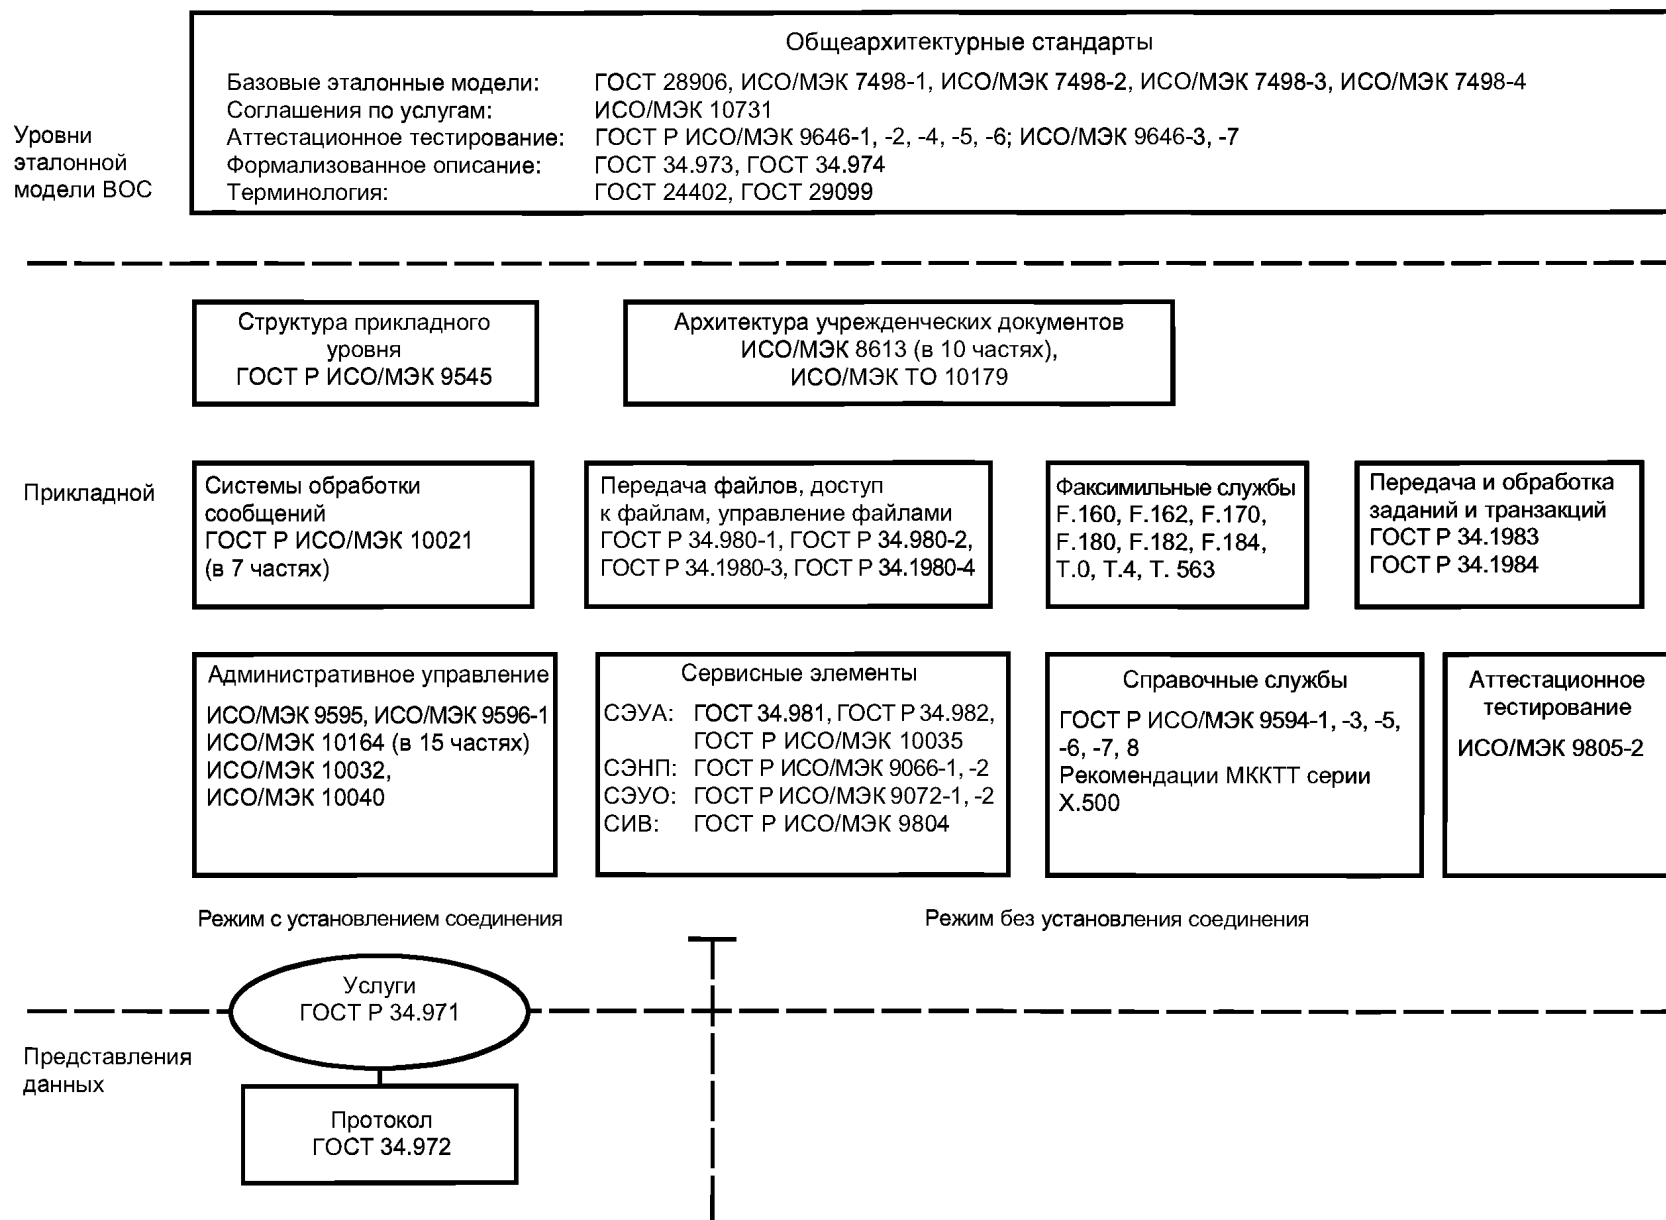 Общеархитектурные стандарты
Базовые эталонные модели: ГОСТ 28906, ИСО/МЭК 7498-1, ИСО/МЭК 7498-2, ИСО/МЭК 7498-3, ИСО/МЭК 7498-4
Соглашения по услугам: ИСО/МЭК 10731
Аттестационное тестирование: ГОСТ Р ИСО/МЭК 9646-1, -2, -4, -5, -6; ИСО/МЭК 9646-3, -7
Формализованное описание: ГОСТ 34.973, ГОСТ 34.974
Терминология: ГОСТ 24402, ГОСТ 29099
Уровни
эталонной
модели ВОС
Структура прикладного
уровня
ГОСТ Р ИСО/МЭК 9545
Архитектура учрежденческих документов
ИСО/МЭК 8613 (в 10 частях),
ИСО/МЭК ТО 10179
Прикладной
Системы обработки
сообщений
ГОСТ Р ИСО/МЭК 10021
(в 7 частях)
Передача файлов, доступ
к файлам, управление файлами
ГОСТ Р 34.980-1, ГОСТ Р 34.980-2,
ГОСТ Р 34.1980-3, ГОСТ Р 34.1980-4
Факсимильные службы
F.160, F.162, F.170,
F.180, F.182, F.184,
T.0, T.4, T. 563
Передача и обработка
заданий и транзакций
ГОСТ Р 34.1983
ГОСТ Р 34.1984
Административное управление
ИСО/МЭК 9595, ИСО/МЭК 9596-1
ИСО/МЭК 10164 (в 15 частях)
ИСО/МЭК 10032,
ИСО/МЭК 10040
Сервисные элементы
СЭУА: ГОСТ 34.981, ГОСТ Р 34.982,
ГОСТ Р ИСО/МЭК 10035
СЭНП: ГОСТ Р ИСО/МЭК 9066-1, -2
СЭУО: ГОСТ Р ИСО/МЭК 9072-1, -2
СИВ: ГОСТ Р ИСО/МЭК 9804
Справочные службы
ГОСТ Р ИСО/МЭК 9594-1, -3, -5,
-6, -7, 8
Рекомендации МККТТ серии
X.500
Аттестационное
тестирование
ИСО/МЭК 9805-2
Режим с установлением соединения
Режим без установления соединения
Услуги
ГОСТ Р 34.971
Представления
данных
Протокол
ГОСТ 34.972